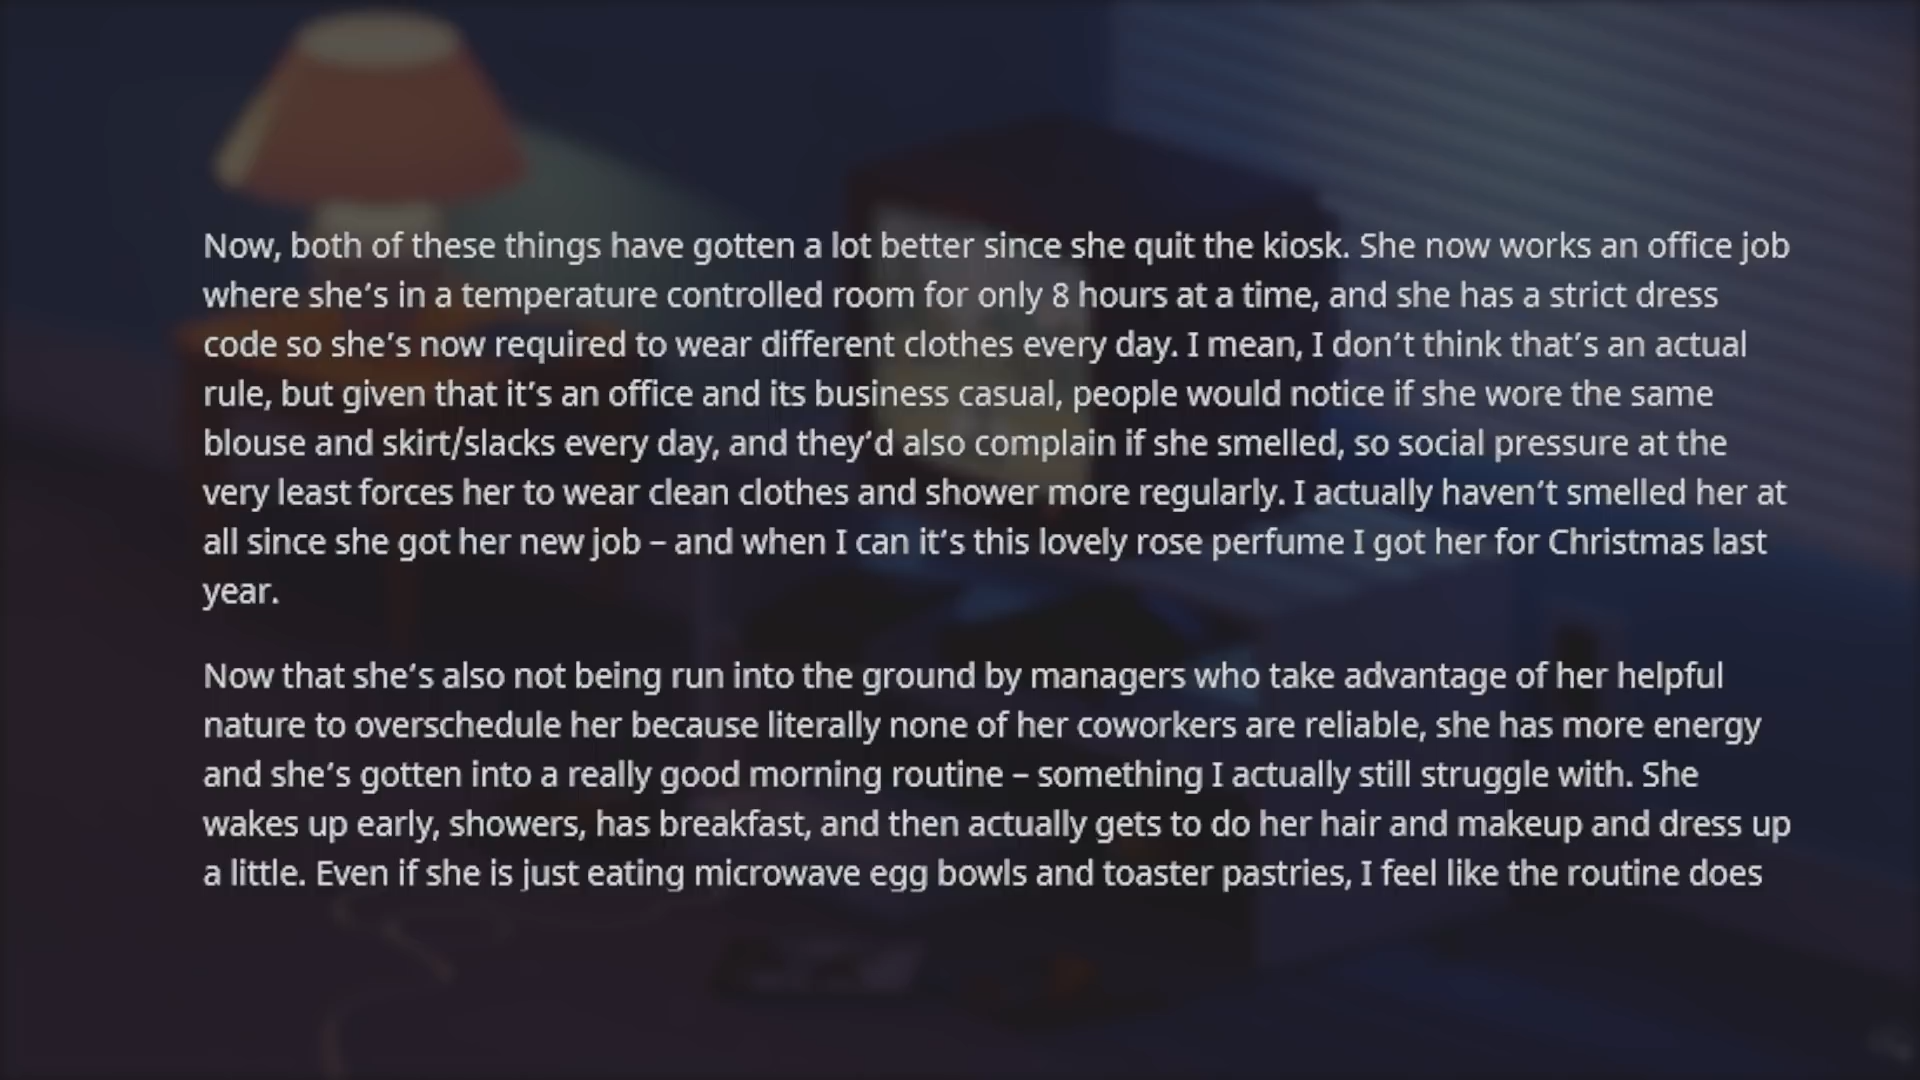 Now, both of these things have gotten a lot better since she quit the kiosk. She now works an office job
where she's in a temperature controlled room for only 8 hours at a time, and she has a strict dress
code so she's now required to wear different clothes every day. I mean, I don't think that's an actual
rule, but given that it's an office and its business casual, people would notice if she wore the same
blouse and skirt/slacks every day, and they'd also complain if she smelled, so social pressure at the
very least forces her to wear clean clothes and shower more regularly. I actually haven't smelled her at
all since she got her new job – and when I can it's this lovely rose perfume I got her for Christmas last
year.
Now that she's also not being run into the ground by managers who take advantage of her helpful
nature to overschedule her because literally none of her coworkers are reliable, she has more energy
and she's gotten into a really good morning routine – something I actually still struggle with. She
wakes up early, showers, has breakfast, and then actually gets to do her hair and makeup and dress up
a little. Even if she is just eating microwave egg bowls and toaster pastries, I feel like the routine does